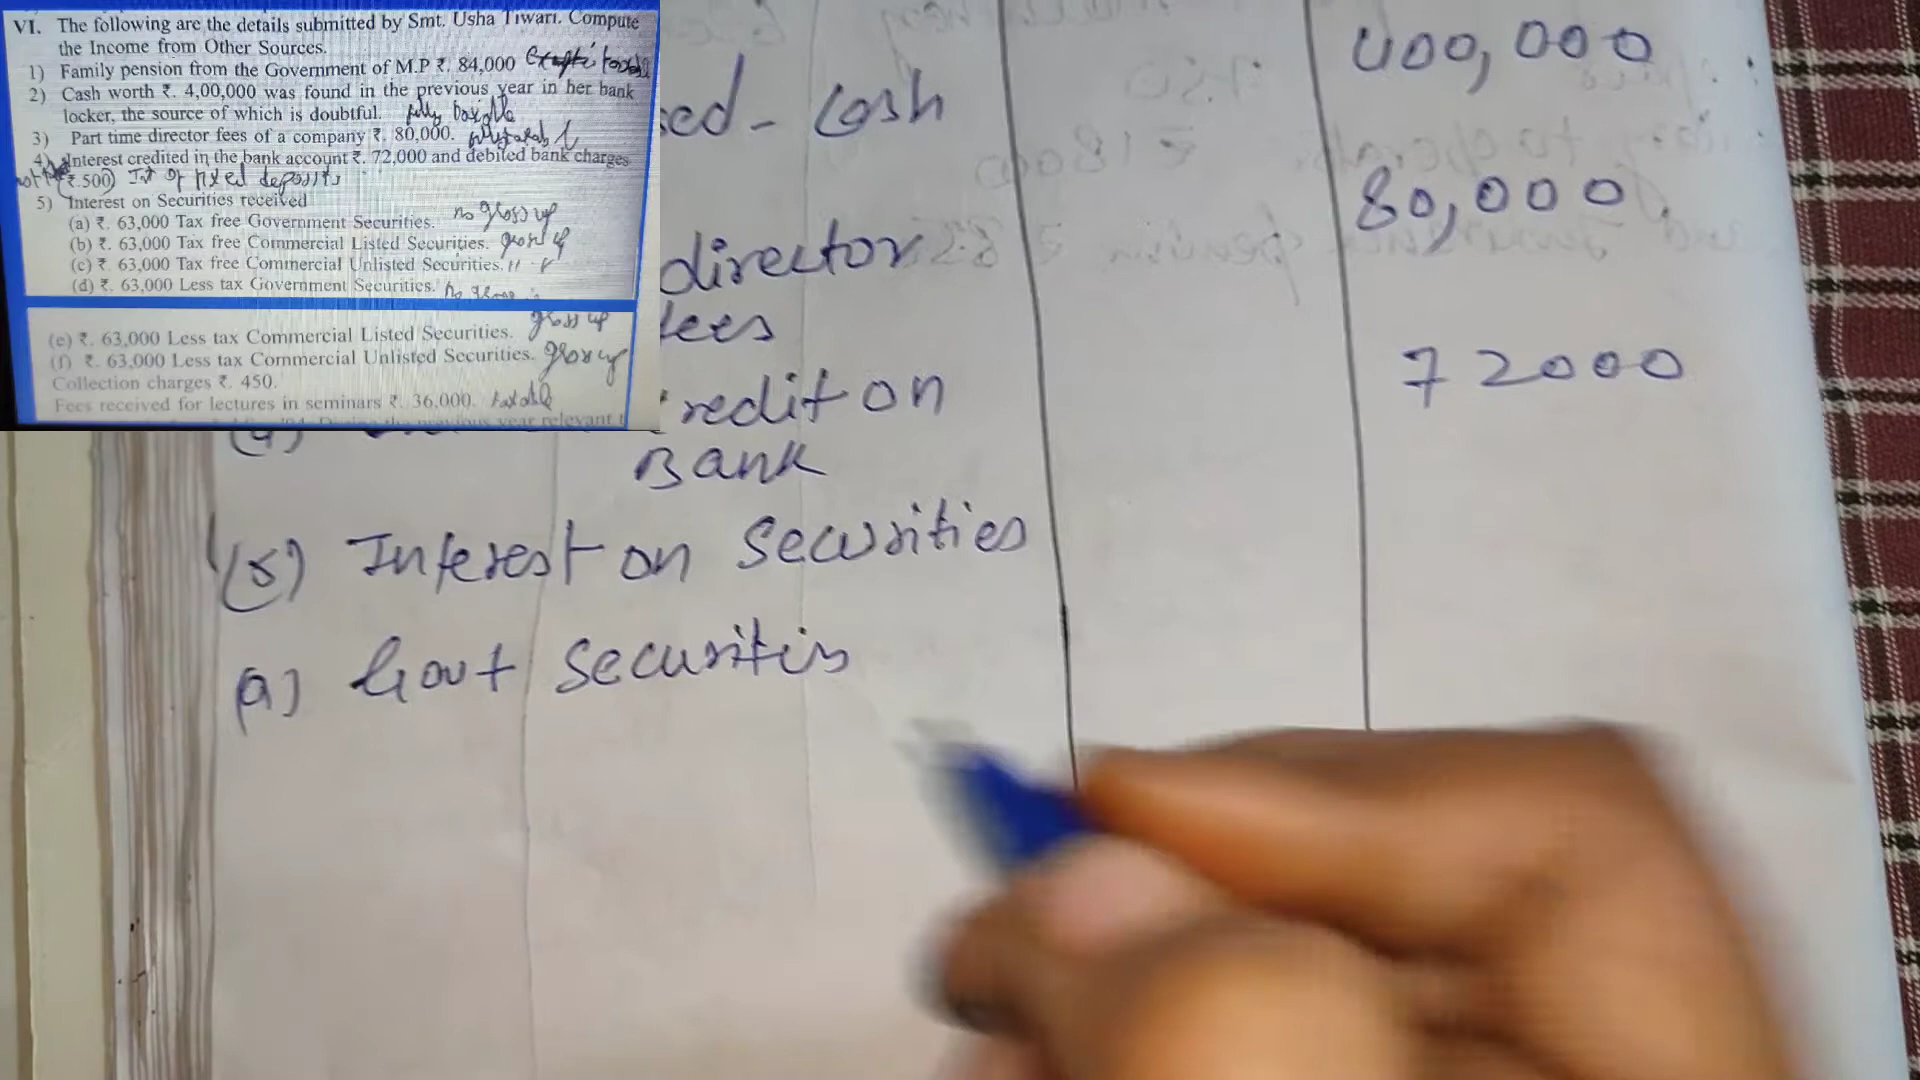 VI. The following are the details submitted by Smt. Usha Tiwari. Compute
the Income from Other Sources.
1) Family pension from the Government of M.P ₹. 84,000
2) Cash worth ₹. 4,00,000 was found in the previous year in her bank
locker, the source of which is doubtful. fully taxable
3) Part time director fees of a company ₹. 80,000.
4) Interest credited in the bank account ₹. 72,000 and debited bank charges
not ₹.500) Int of fixed deposits
5) Interest on Securities received
(a) ₹. 63,000 Tax free Government Securities. no gross up
(b) ₹. 63,000 Tax free Commercial Listed Securities. gross up
(c) ₹. 63,000 Tax free Commercial Unlisted Securities.
(d) ₹. 63,000 Less tax Government Securities. no
(e) ₹. 63,000 Less tax Commercial Listed Securities. gross up
(f) ₹. 63,000 Less tax Commercial Unlisted Securities. gross up
Collection charges ₹. 450.
Fees received for lectures in seminars ₹. 36,000. taxable
400,000
sed - cash
80,000
director
fees
72000
credit on
Bank
(5) Interest on Securities
a) Govt Securities